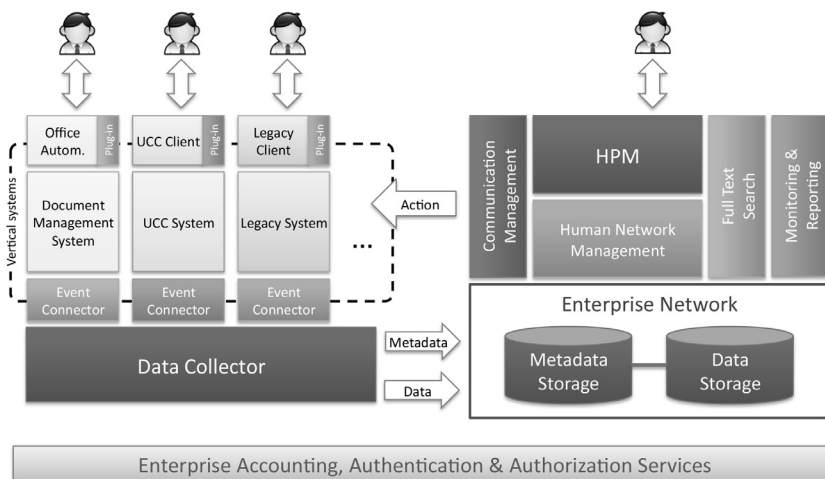 Office
Autom.
Plug-in
UCC Client
Plug-in
Legacy
Client
Plug-in
Vertical systems
Document
Management
System
UCC System
Legacy System
...
Event
Connector
Event
Connector
Event
Connector
Data Collector
Action
Metadata
Data
Communication
Management
HPM
Human Network
Management
Full Text
Search
Monitoring &
Reporting
Enterprise Network
Metadata
Storage
Data
Storage
Enterprise Accounting, Authentication & Authorization Services